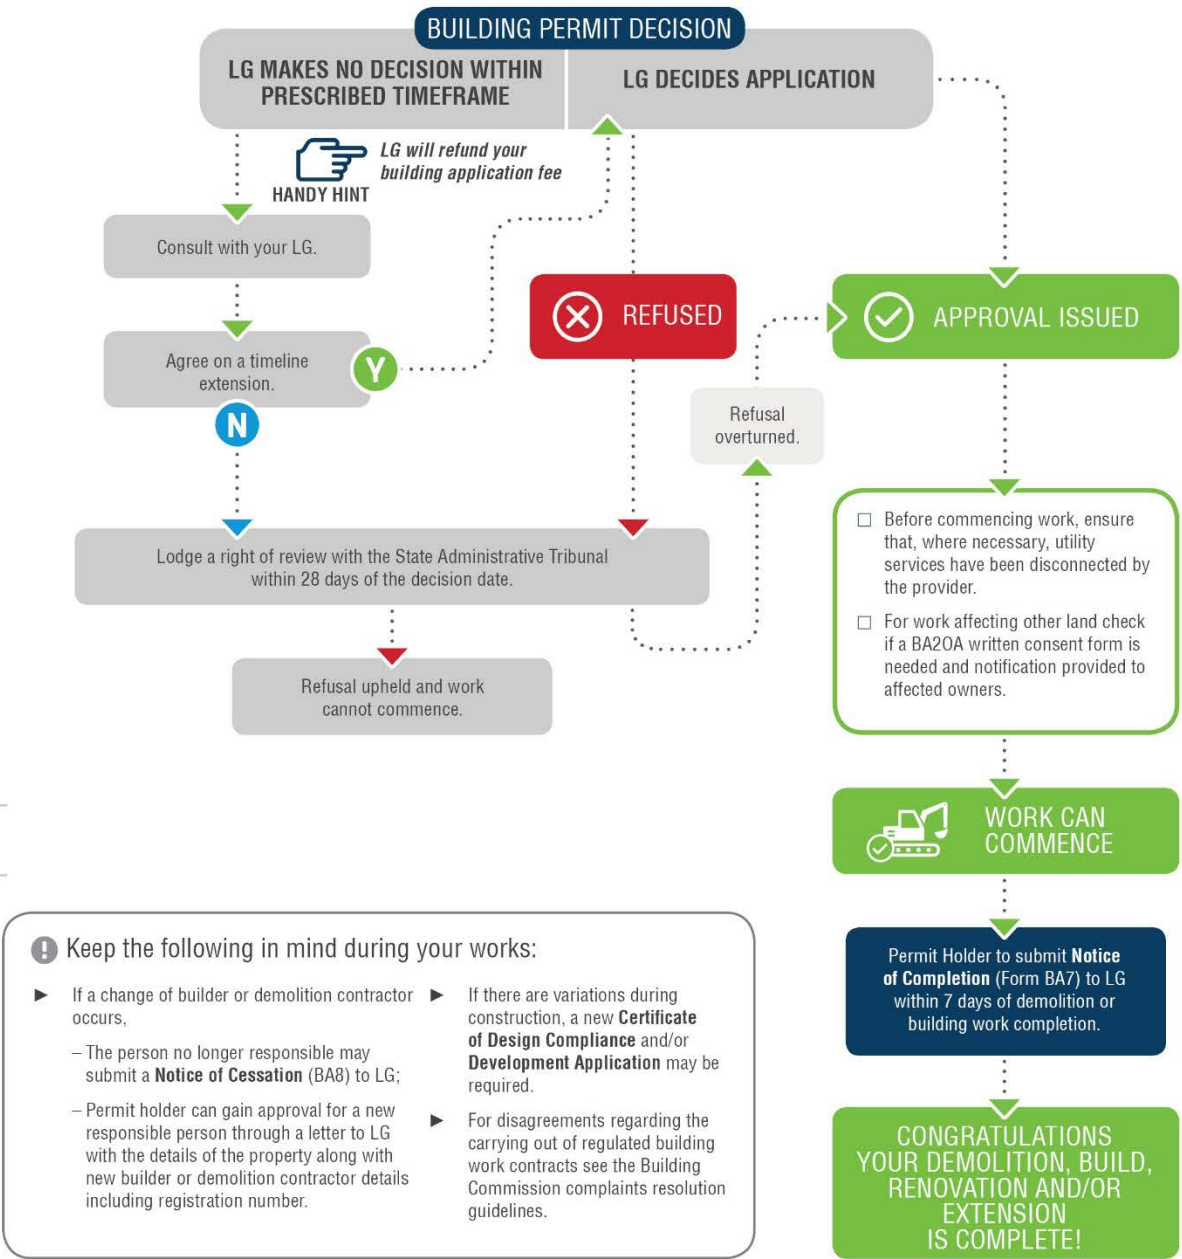 BUILDING PERMIT DECISION
LG MAKES NO DECISION WITHIN
PRESCRIBED TIMEFRAME
LG DECIDES APPLICATION
HANDY HINT
LG will refund your
building application fee
Consult with your LG.
Agree on a timeline
extension.
Y
N
REFUSED
APPROVAL ISSUED
Refusal
overturned.
Lodge a right of review with the State Administrative Tribunal
within 28 days of the decision date.
Refusal upheld and work
cannot commence.
☐ Before commencing work, ensure
that, where necessary, utility
services have been disconnected by
the provider.
☐ For work affecting other land check
if a BA20A written consent form is
needed and notification provided to
affected owners.
WORK CAN
COMMENCE
Permit Holder to submit Notice
of Completion (Form BA7) to LG
within 7 days of demolition or
building work completion.
CONGRATULATIONS
YOUR DEMOLITION, BUILD,
RENOVATION AND/OR
EXTENSION
IS COMPLETE!
! Keep the following in mind during your works:
► If a change of builder or demolition contractor
occurs,
– The person no longer responsible may
submit a Notice of Cessation (BA8) to LG;
– Permit holder can gain approval for a new
responsible person through a letter to LG
with the details of the property along with
new builder or demolition contractor details
including registration number.
► If there are variations during
construction, a new Certificate
of Design Compliance and/or
Development Application may be
required.
► For disagreements regarding the
carrying out of regulated building
work contracts see the Building
Commission complaints resolution
guidelines.